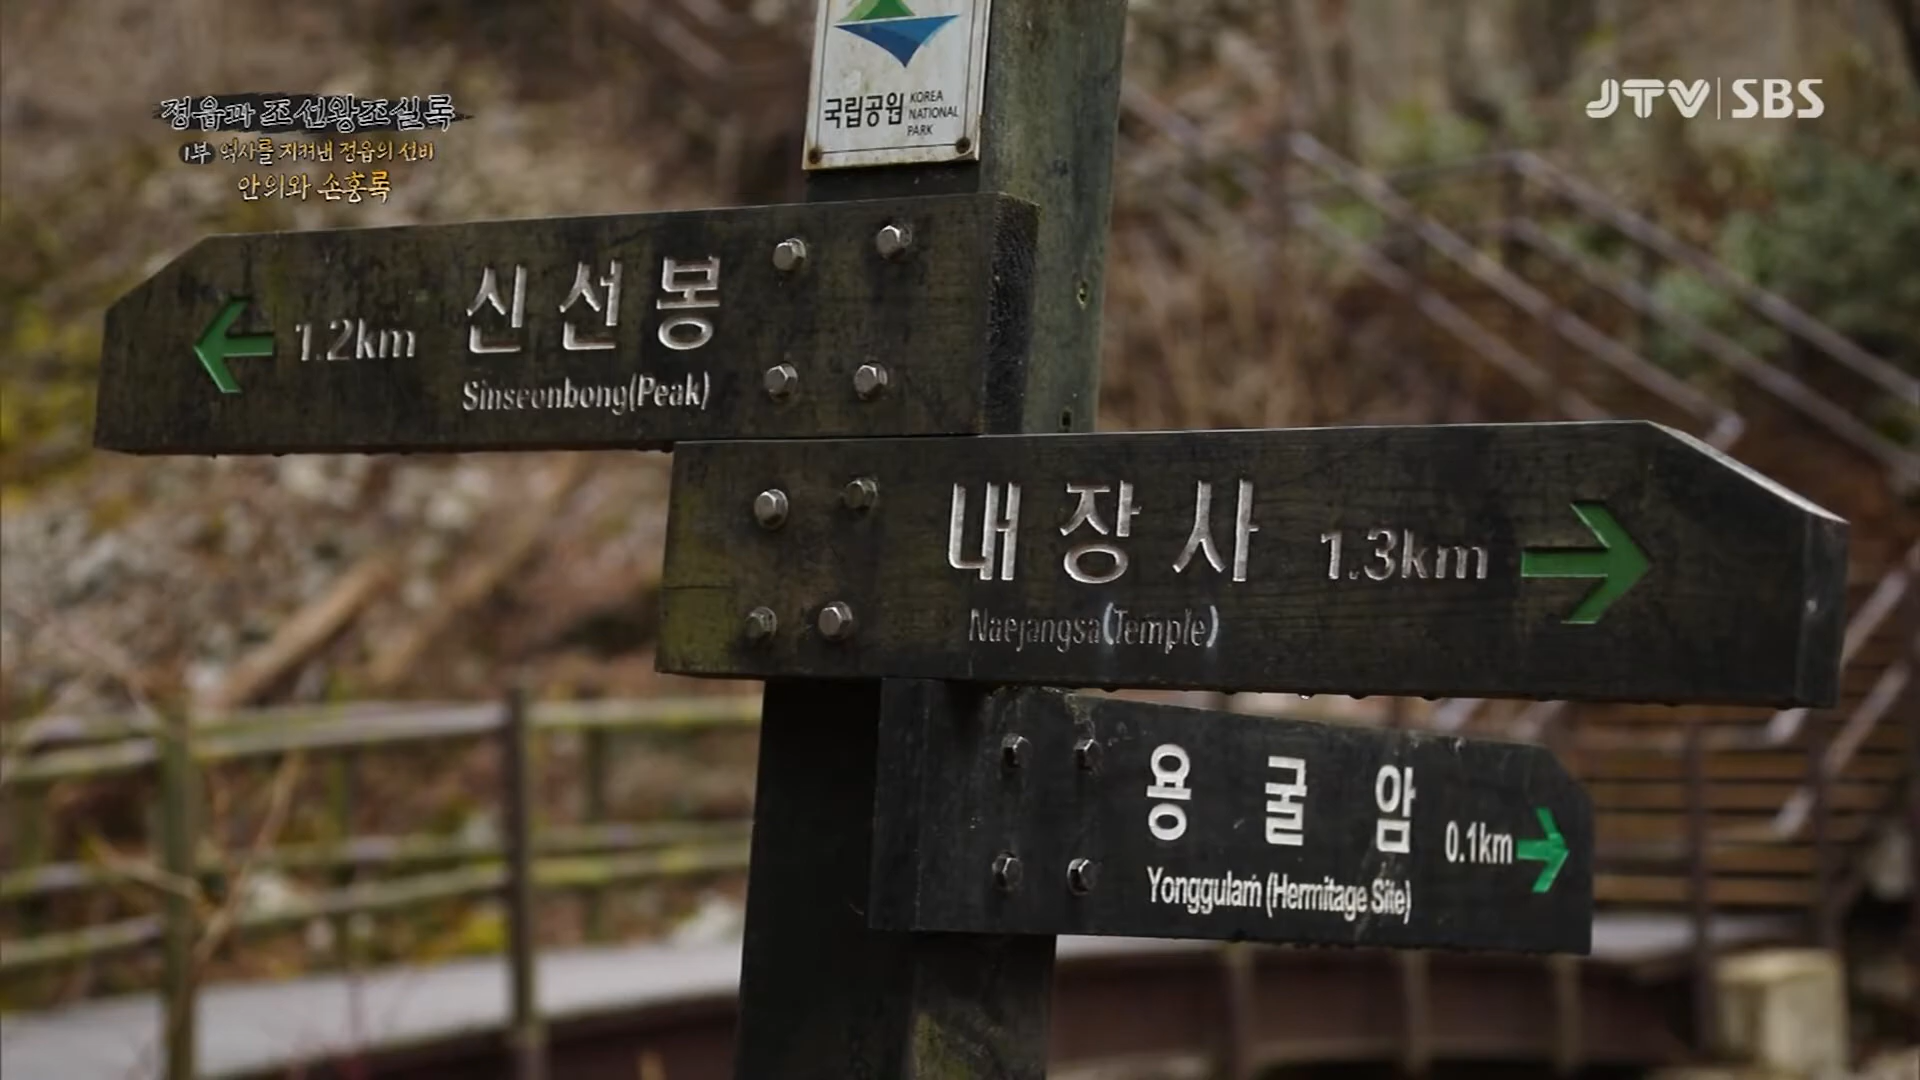 정읍과 조선왕조실록
1부 역사를 지켜낸 정읍의 선비
안의와 손홍록
JTV SBS
국립공원 KOREA NATIONAL PARK
1.2km 신선봉
Sinseonbong(Peak)
내장사 1.3km
Naejangsa(Temple)
용굴암 0.1km
Yonggulam (Hermitage Site)